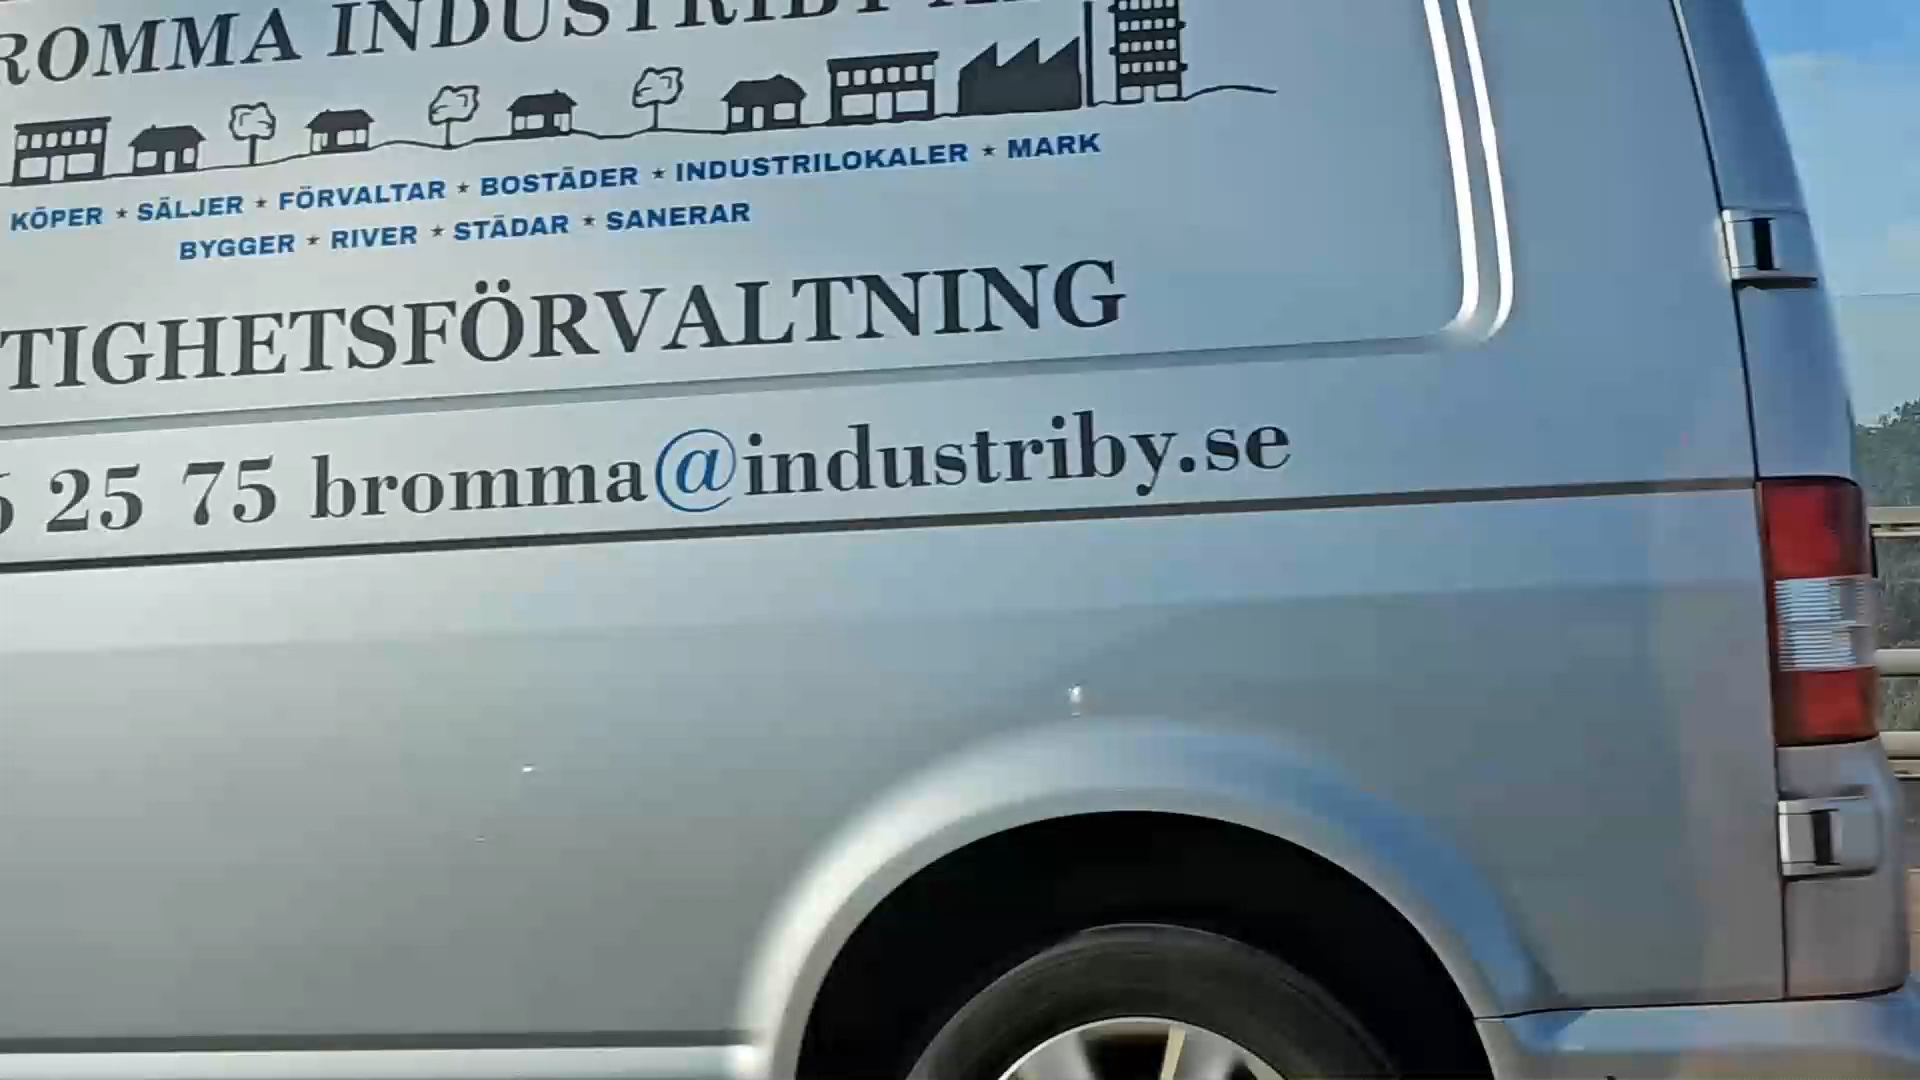 ROMMA INDUSTRIBY
KÖPER * SÄLJER * FÖRVALTAR * BOSTÄDER * INDUSTRILOKALER * MARK
BYGGER * RIVER * STÄDAR * SANERAR
TIGHETSFÖRVALTNING
25 75 bromma@industriby.se